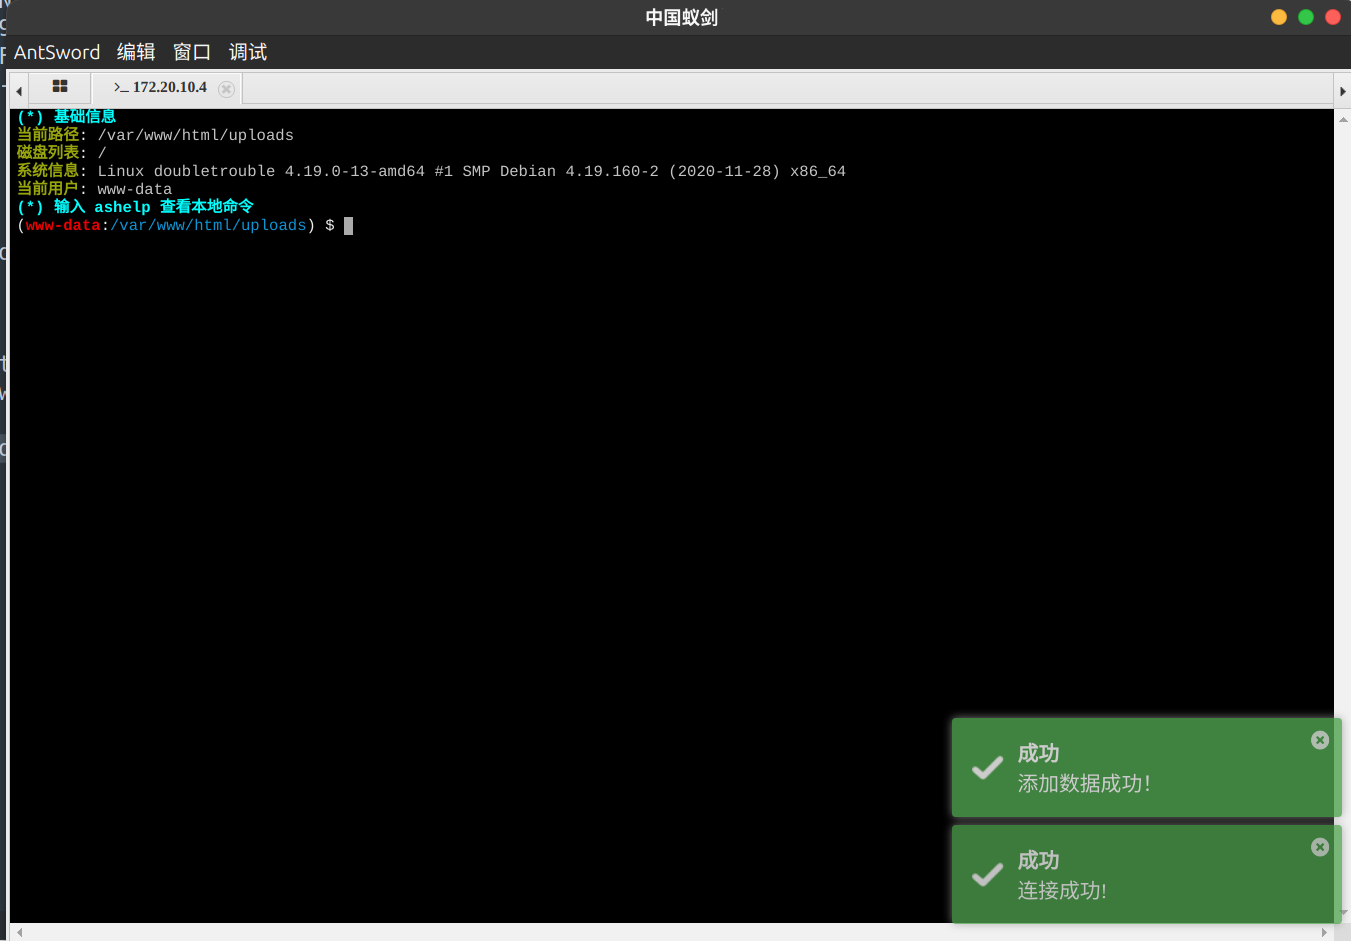 中国蚁剑
AntSword 编辑 窗口 调试
>_ 172.20.10.4
(*) 基础信息
当前路径: /var/www/html/uploads
磁盘列表: /
系统信息: Linux doubletrouble 4.19.0-13-amd64 #1 SMP Debian 4.19.160-2 (2020-11-28) x86_64
当前用户: www-data
(*) 输入 ashelp 查看本地命令
(www-data:/var/www/html/uploads) $
成功
添加数据成功!
成功
连接成功!